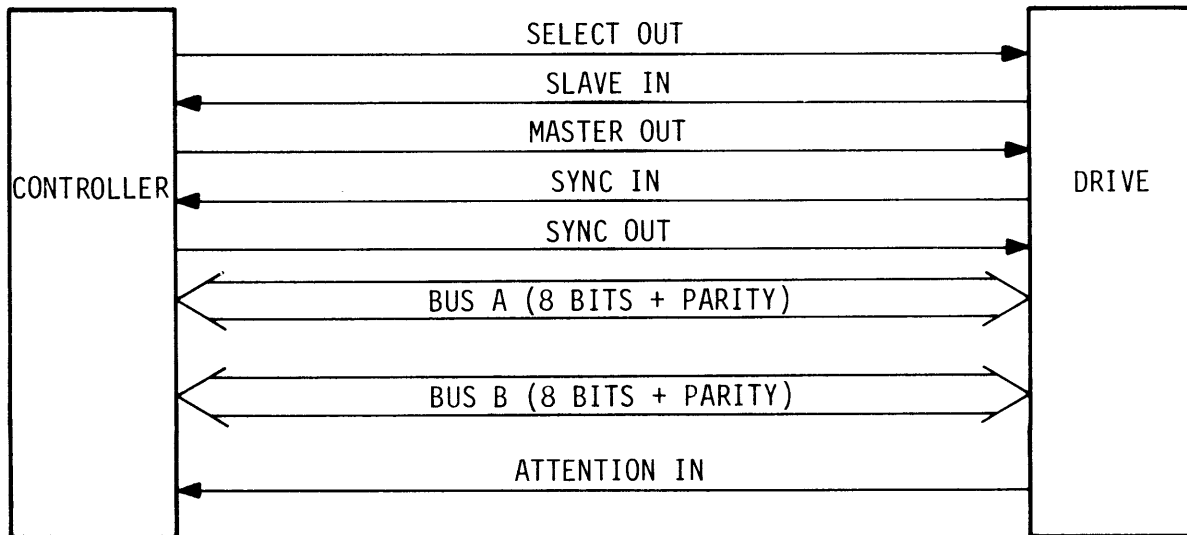 SELECT OUT
SLAVE IN
MASTER OUT
CONTROLLER
SYNC IN
DRIVE
SYNC OUT
BUS A (8 BITS + PARITY)
BUS B (8 BITS + PARITY)
ATTENTION IN